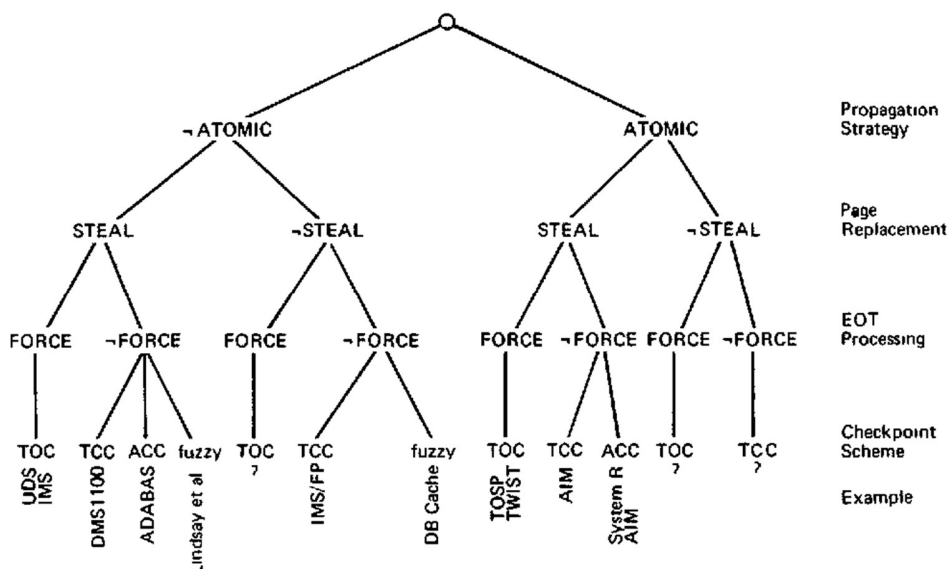 ¬ATOMIC
ATOMIC
Propagation
Strategy
STEAL
¬STEAL
STEAL
¬STEAL
Page
Replacement
FORCE
¬FORCE
FORCE
¬FORCE
FORCE
¬FORCE
FORCE
¬FORCE
EOT
Processing
TOC
TCC
ACC
fuzzy
TOC
TCC
fuzzy
TOC
TCC
ACC
TOC
TCC
Checkpoint
Scheme
UDS
IMS
DMS1100
ADABAS
Lindsay et al
?
IMS/FP
DB Cache
TOSP
TWIST
AIM
System R
AIM
?
?
Example